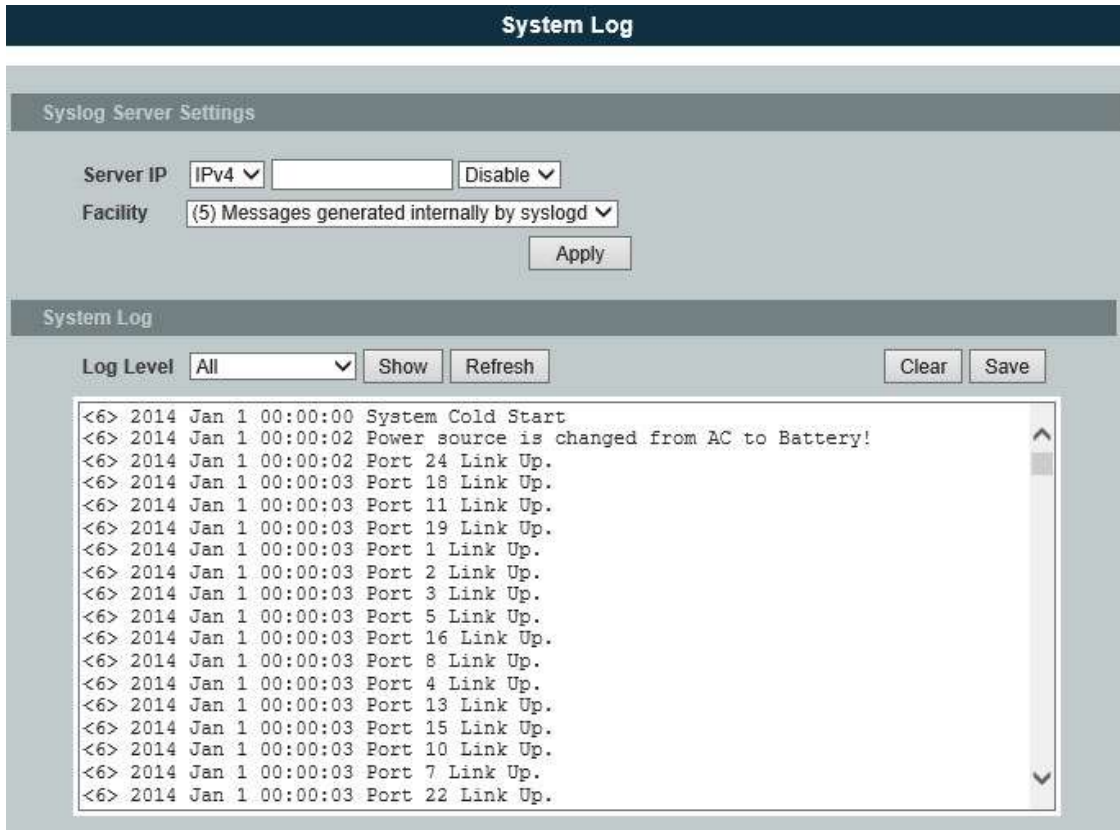 System Log
Syslog Server Settings
Server IP IPv4 Disable
Facility (5) Messages generated internally by syslogd
Apply
System Log
Log Level All Show Refresh Clear Save
<6> 2014 Jan 1 00:00:00 System Cold Start
<6> 2014 Jan 1 00:00:02 Power source is changed from AC to Battery!
<6> 2014 Jan 1 00:00:02 Port 24 Link Up.
<6> 2014 Jan 1 00:00:03 Port 18 Link Up.
<6> 2014 Jan 1 00:00:03 Port 11 Link Up.
<6> 2014 Jan 1 00:00:03 Port 19 Link Up.
<6> 2014 Jan 1 00:00:03 Port 1 Link Up.
<6> 2014 Jan 1 00:00:03 Port 2 Link Up.
<6> 2014 Jan 1 00:00:03 Port 3 Link Up.
<6> 2014 Jan 1 00:00:03 Port 5 Link Up.
<6> 2014 Jan 1 00:00:03 Port 16 Link Up.
<6> 2014 Jan 1 00:00:03 Port 8 Link Up.
<6> 2014 Jan 1 00:00:03 Port 4 Link Up.
<6> 2014 Jan 1 00:00:03 Port 13 Link Up.
<6> 2014 Jan 1 00:00:03 Port 15 Link Up.
<6> 2014 Jan 1 00:00:03 Port 10 Link Up.
<6> 2014 Jan 1 00:00:03 Port 7 Link Up.
<6> 2014 Jan 1 00:00:03 Port 22 Link Up.